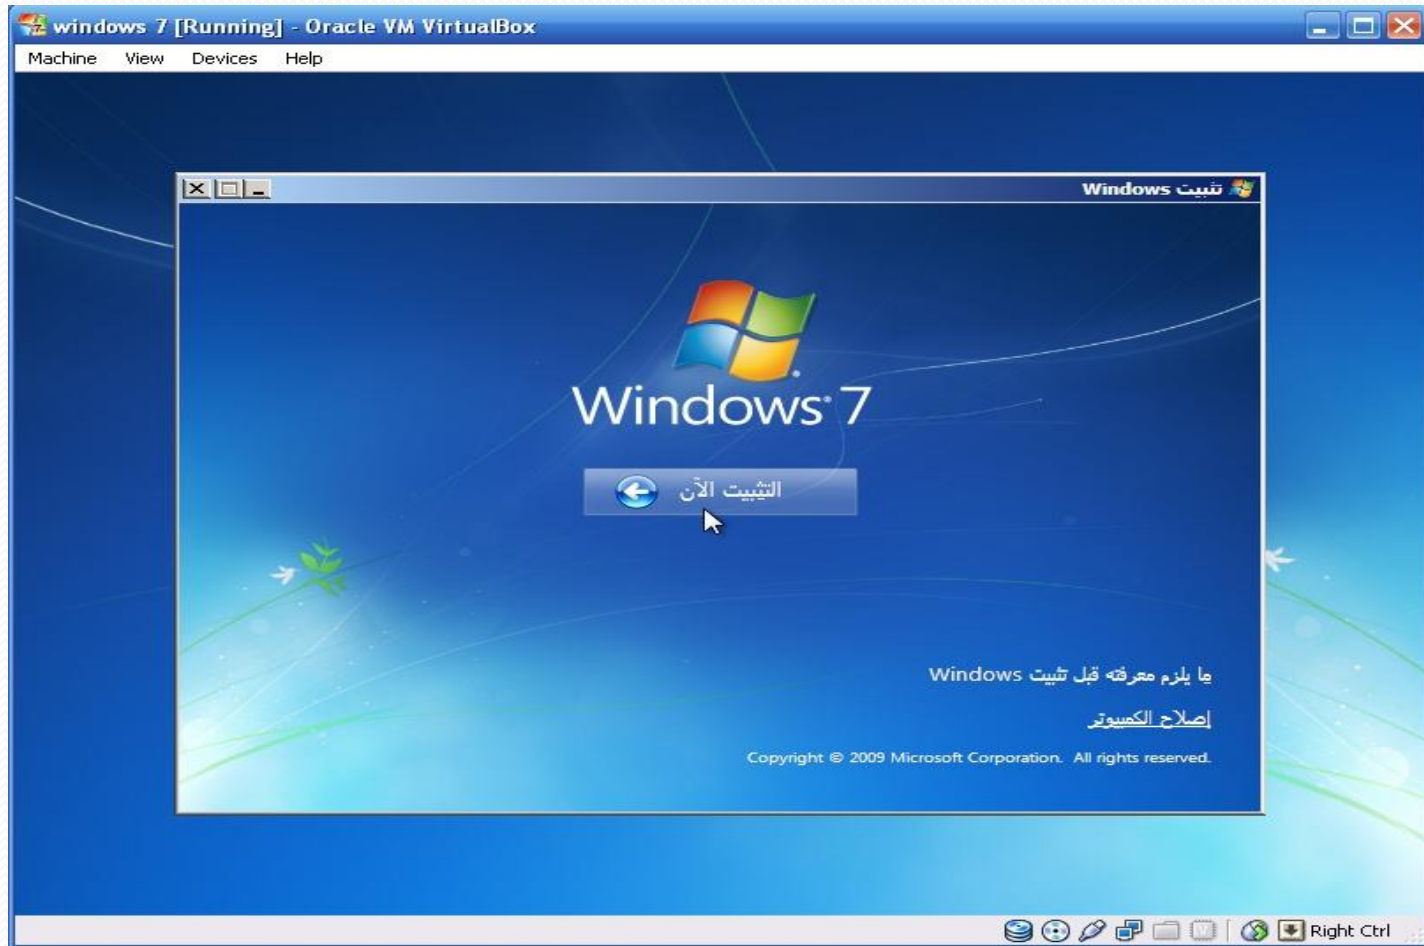 windows 7 [Running] - Oracle VM VirtualBox
Machine View Devices Help
تثبيت Windows
Windows 7
التثبيت الآن
ما يلزم معرفته قبل تثبيت Windows
إصلاح الكمبيوتر
Copyright © 2009 Microsoft Corporation. All rights reserved.
Right Ctrl